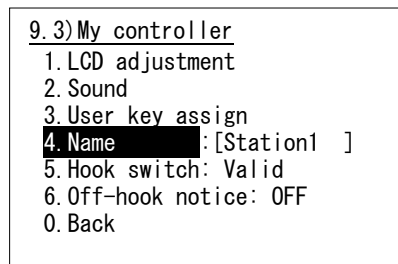 9.3)My controller
1.LCD adjustment
2.Sound
3.User key assign
4.Name :[Station1 ]
5.Hook switch: Valid
6.Off-hook notice: OFF
0.Back